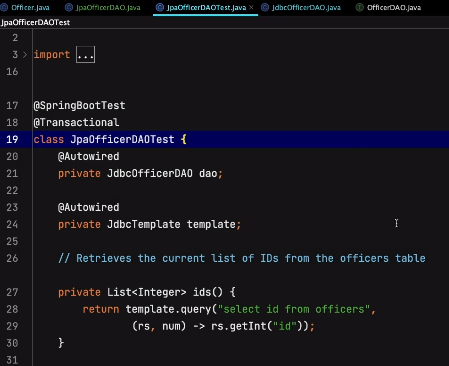 Officer.java JpaOfficerDAO.java JpaOfficerDAOTest.java × JdbcOfficerDAO.java OfficerDAO.java
JpaOfficerDAOTest
2
3 > import ...
16
17 @SpringBootTest
18 @Transactional
19 class JpaOfficerDAOTest {
20 @Autowired
21 private JdbcOfficerDAO dao;
22
23 @Autowired
24 private JdbcTemplate template;
25
26 // Retrieves the current list of IDs from the officers table
27 private List<Integer> ids() {
28 return template.query("select id from officers",
29 (rs, num) -> rs.getInt("id"));
30 }
31